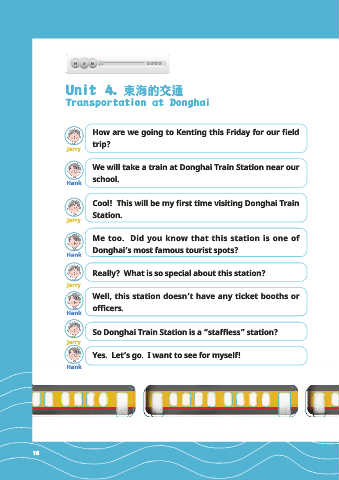 Unit 4. 東海的交通
Transportation at Donghai
How are we going to Kenting this Friday for our field
trip?
Jerry
We will take a train at Donghai Train Station near our
school.
Hank
Cool! This will be my first time visiting Donghai Train
Station.
Jerry
Me too. Did you know that this station is one of
Donghai's most famous tourist spots?
Hank
Really? What is so special about this station?
Jerry
Well, this station doesn't have any ticket booths or
officers.
Hank
So Donghai Train Station is a "staffless" station?
Jerry
Yes. Let's go. I want to see for myself!
Hank
16